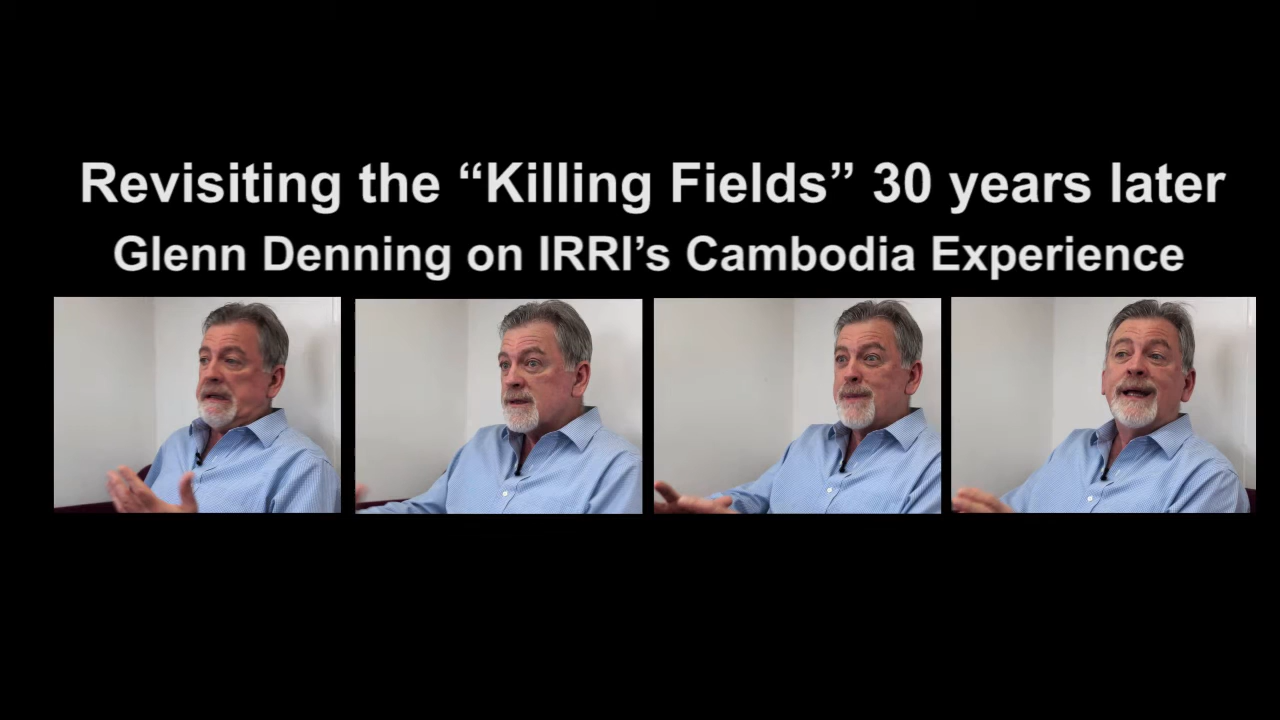 Revisiting the “Killing Fields” 30 years later
Glenn Denning on IRRI’s Cambodia Experience